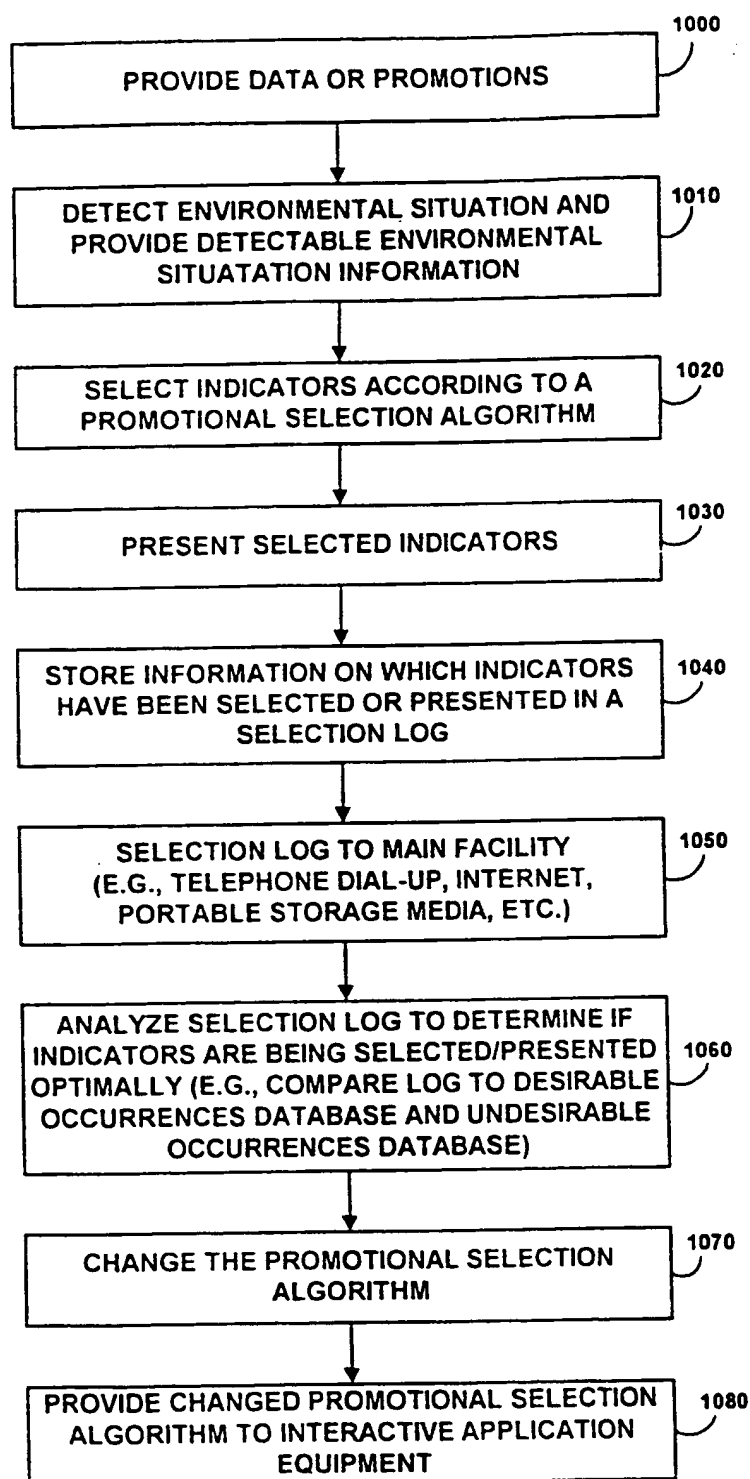 1000
PROVIDE DATA OR PROMOTIONS
1010
DETECT ENVIRONMENTAL SITUATION AND
PROVIDE DETECTABLE ENVIRONMENTAL
SITUATATION INFORMATION
1020
SELECT INDICATORS ACCORDING TO A
PROMOTIONAL SELECTION ALGORITHM
1030
PRESENT SELECTED INDICATORS
1040
STORE INFORMATION ON WHICH INDICATORS
HAVE BEEN SELECTED OR PRESENTED IN A
SELECTION LOG
1050
SELECTION LOG TO MAIN FACILITY
(E.G., TELEPHONE DIAL-UP, INTERNET,
PORTABLE STORAGE MEDIA, ETC.)
1060
ANALYZE SELECTION LOG TO DETERMINE IF
INDICATORS ARE BEING SELECTED/PRESENTED
OPTIMALLY (E.G., COMPARE LOG TO DESIRABLE
OCCURRENCES DATABASE AND UNDESIRABLE
OCCURRENCES DATABASE)
1070
CHANGE THE PROMOTIONAL SELECTION
ALGORITHM
1080
PROVIDE CHANGED PROMOTIONAL SELECTION
ALGORITHM TO INTERACTIVE APPLICATION
EQUIPMENT